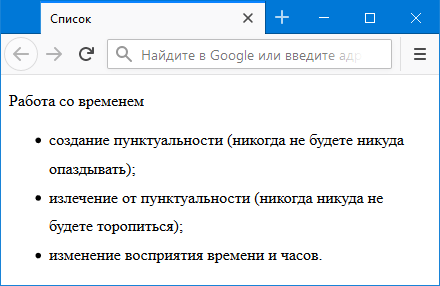 Список
Найдите в Google или введите адр
Работа со временем
создание пунктуальности (никогда не будете никуда
опаздывать);
излечение от пунктуальности (никогда никуда не
будете торопиться);
изменение восприятия времени и часов.